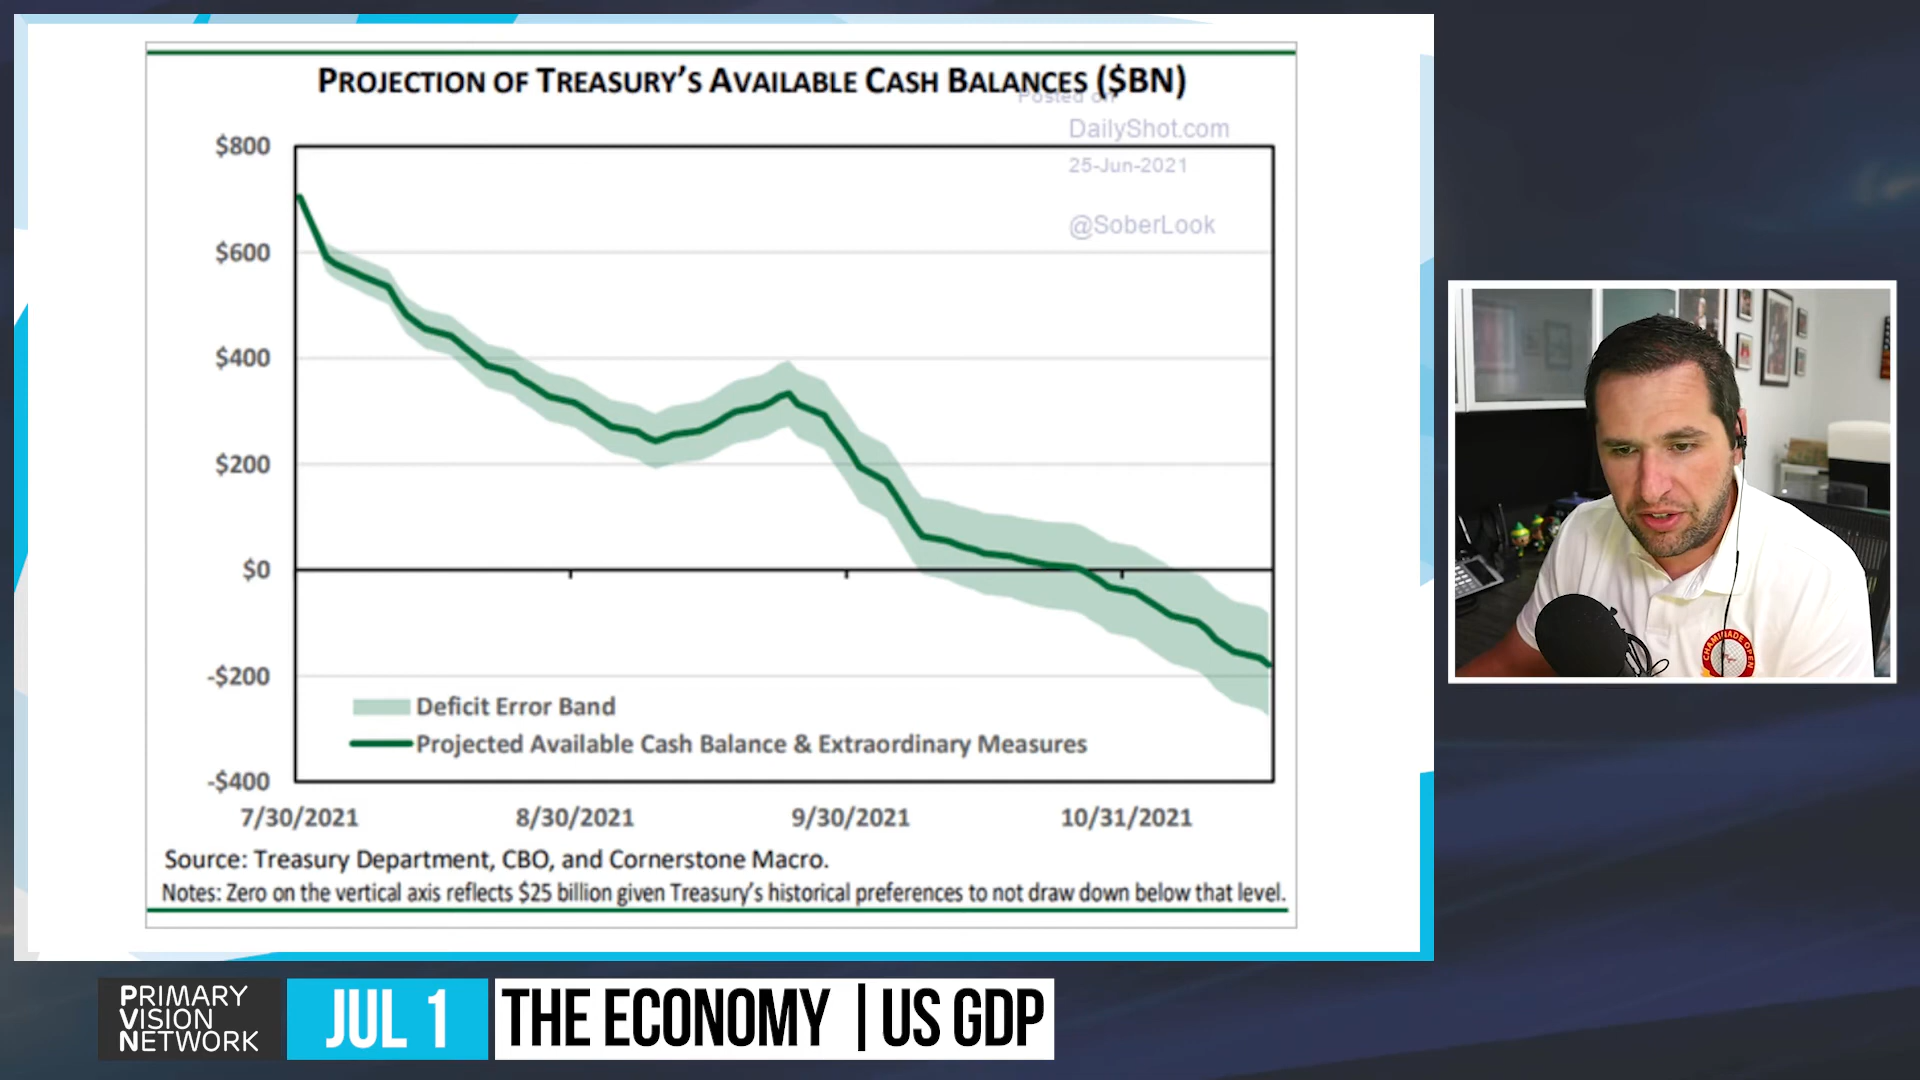 PROJECTION OF TREASURY'S AVAILABLE CASH BALANCES ($BN)
Posted on
DailyShot.com
25-Jun-2021
@SoberLook
$800
$600
$400
$200
$0
-$200
-$400
Deficit Error Band
Projected Available Cash Balance & Extraordinary Measures
7/30/2021 8/30/2021 9/30/2021 10/31/2021
Source: Treasury Department, CBO, and Cornerstone Macro.
Notes: Zero on the vertical axis reflects $25 billion given Treasury's historical preferences to not draw down below that level.
CHAMINADE OPEN
PRIMARY
VISION
NETWORK
JUL 1
THE ECONOMY | US GDP